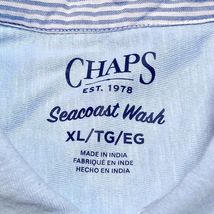 CHAPS
EST. 1978
Seacoast Wash
XL/TG/EG
MADE IN INDIA
FABRIQUÉ EN INDE
HECHO EN INDIA